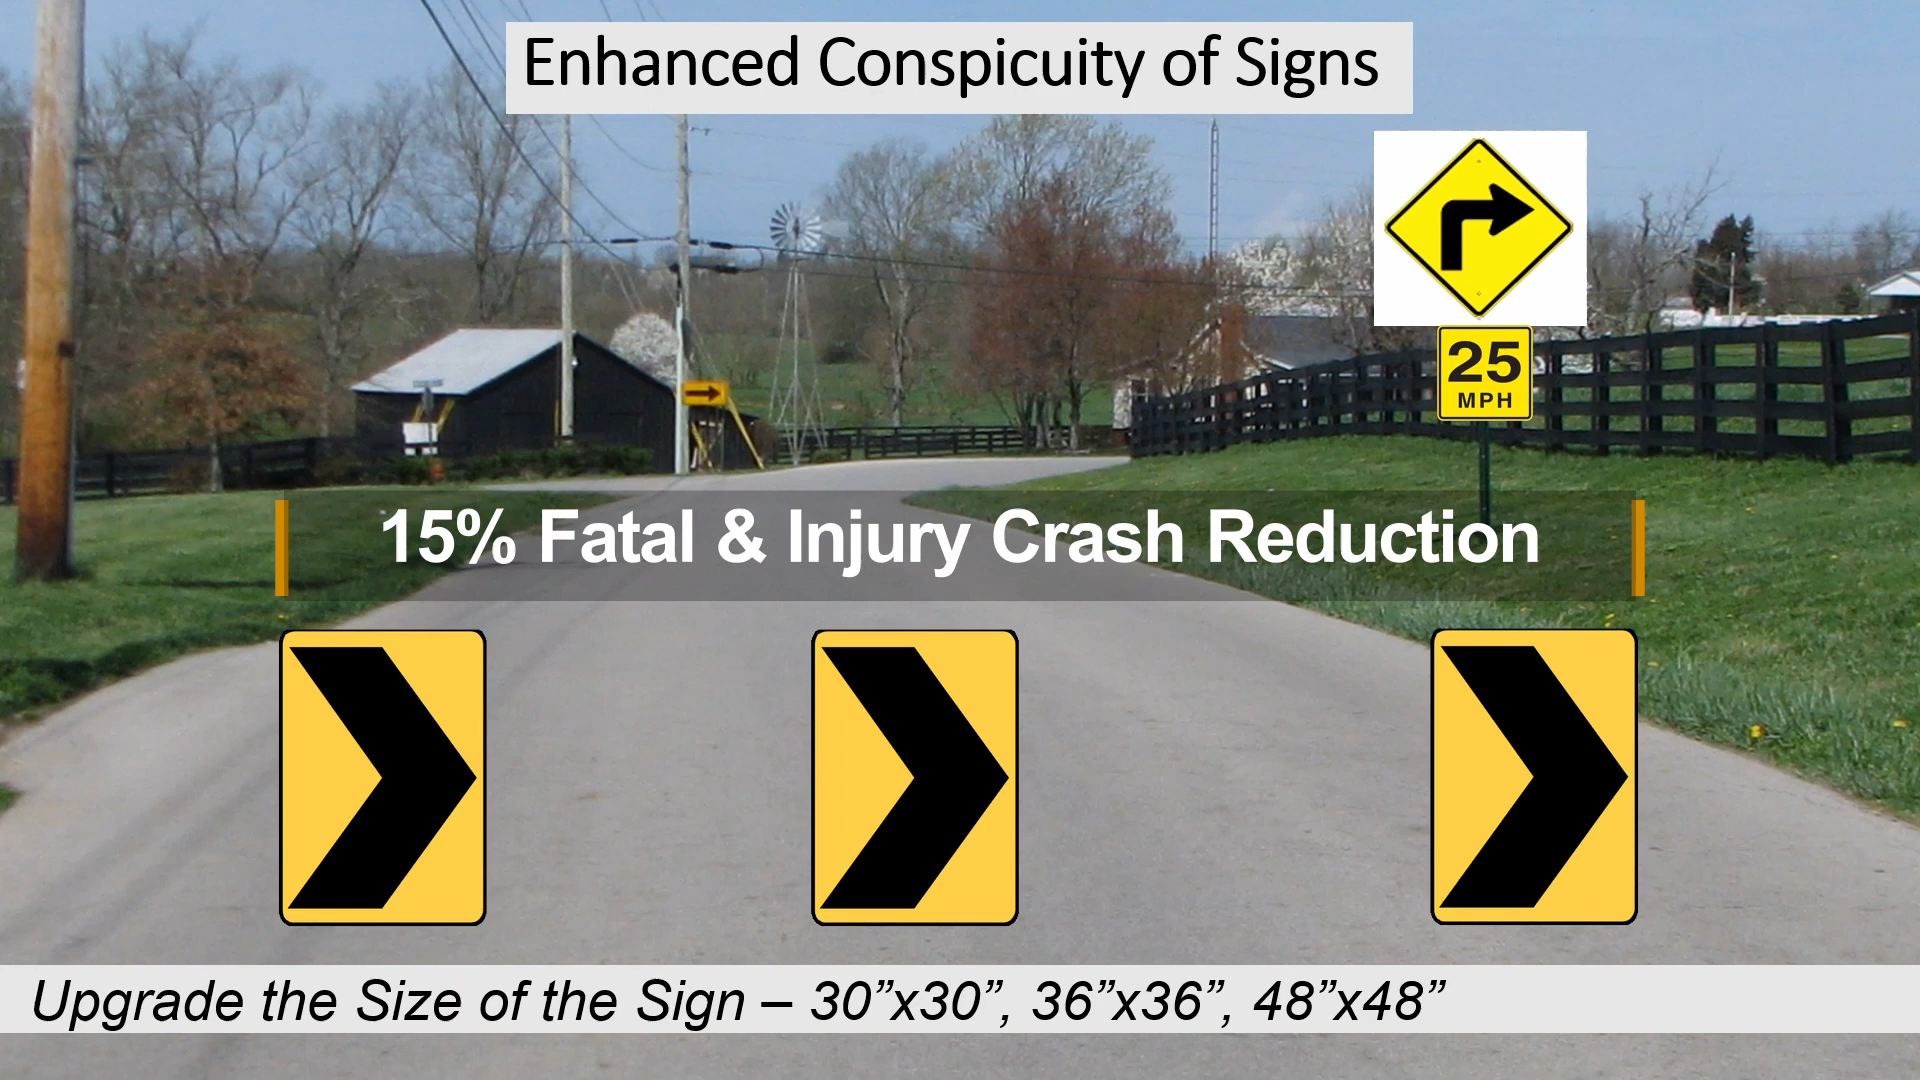 Enhanced Conspicuity of Signs
25
MPH
15% Fatal & Injury Crash Reduction
Upgrade the Size of the Sign – 30”x30”, 36”x36”, 48”x48”